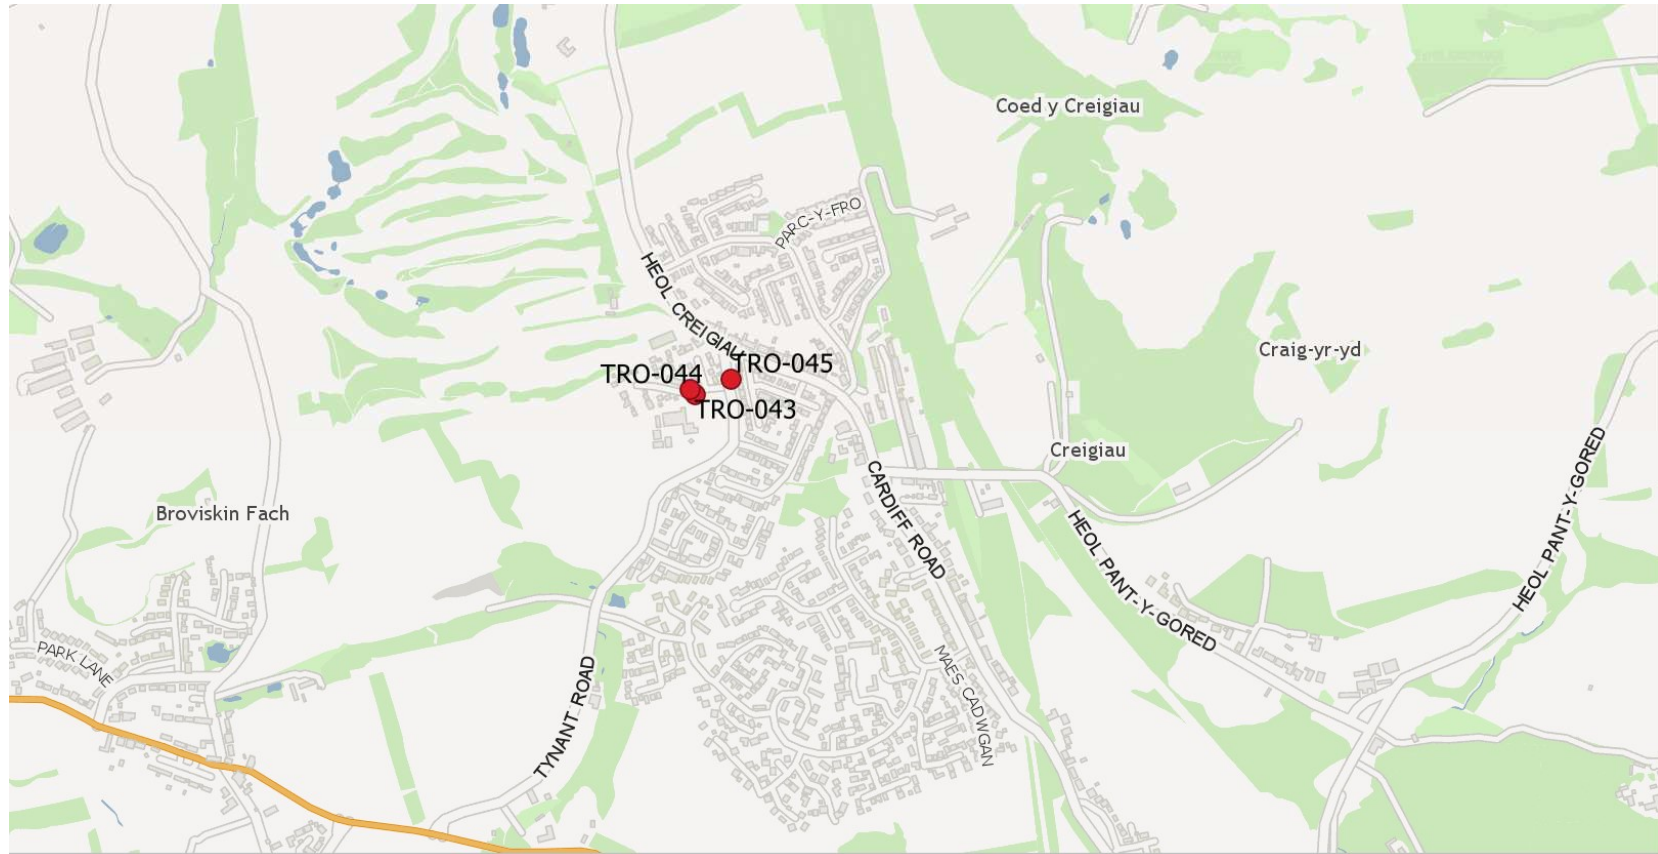 Coed y Creigiau
PARC-Y-FRO
HEOL CREIGIAU
Craig-yr-yd
TRO-045
TRO-044
TRO-043
Creigiau
CARDIFF ROAD
HEOL PANT-Y-GORED
Broviskin Fach
HEOL PANT-Y-GORED
PARK LANE
MAES CADWGAN
TYNANT ROAD